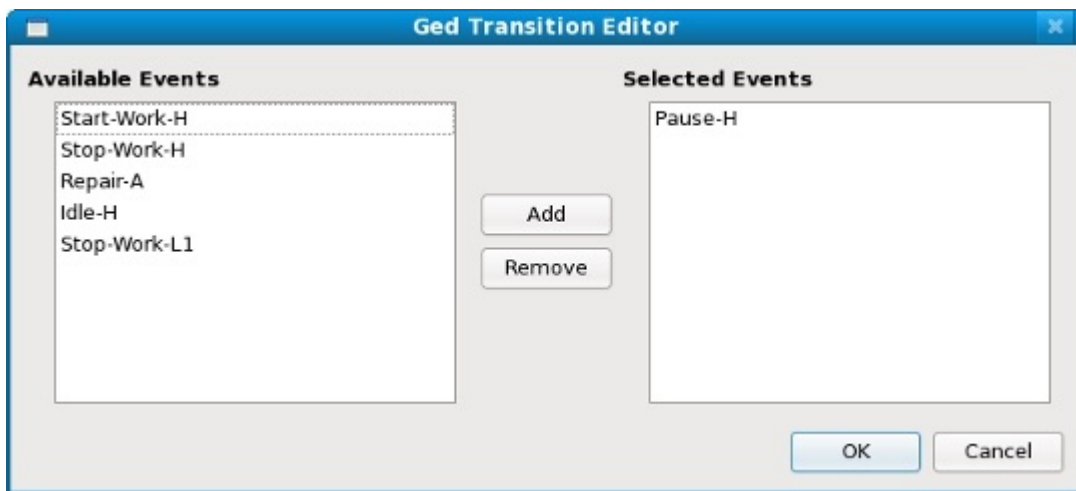 Ged Transition Editor
Available Events
Start-Work-H
Stop-Work-H
Repair-A
Idle-H
Stop-Work-L1
Add
Remove
Selected Events
Pause-H
OK
Cancel